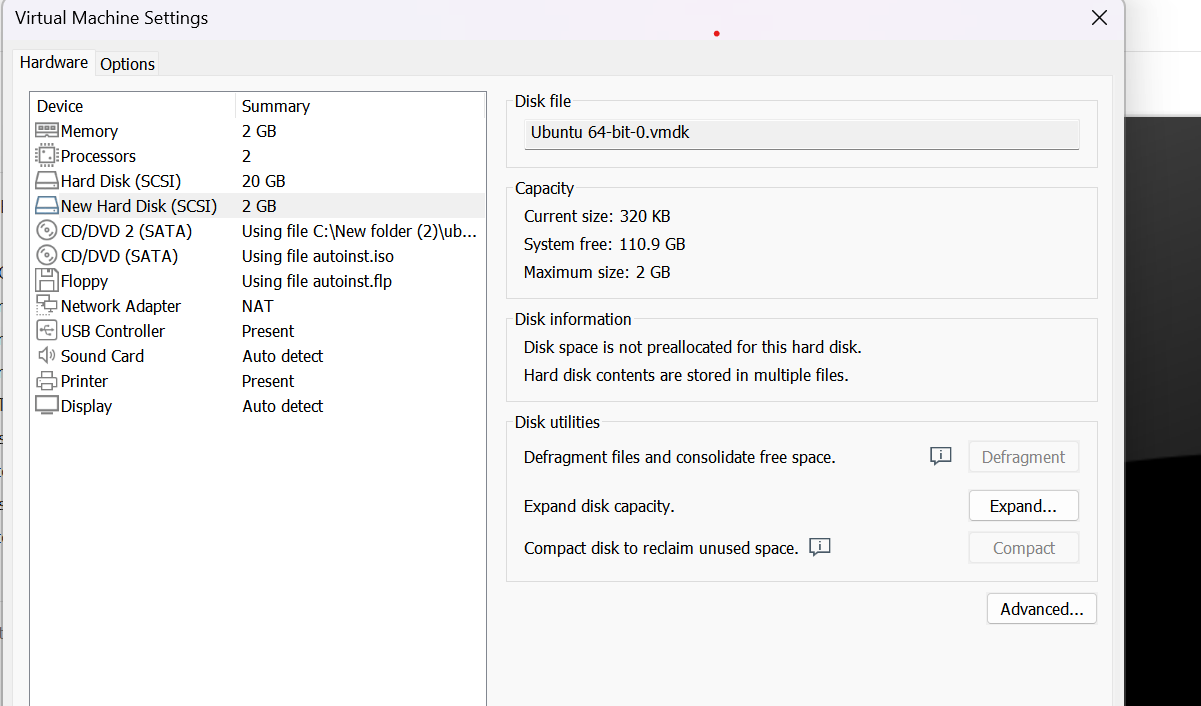 Virtual Machine Settings
Hardware Options
Device Summary
Memory 2 GB
Processors 2
Hard Disk (SCSI) 20 GB
New Hard Disk (SCSI) 2 GB
CD/DVD 2 (SATA) Using file C:\New folder (2)\ub...
CD/DVD (SATA) Using file autoinst.iso
Floppy Using file autoinst.flp
Network Adapter NAT
USB Controller Present
Sound Card Auto detect
Printer Present
Display Auto detect
Disk file
Ubuntu 64-bit-0.vmdk
Capacity
Current size: 320 KB
System free: 110.9 GB
Maximum size: 2 GB
Disk information
Disk space is not preallocated for this hard disk.
Hard disk contents are stored in multiple files.
Disk utilities
Defragment files and consolidate free space. Defragment
Expand disk capacity. Expand...
Compact disk to reclaim unused space. Compact
Advanced...